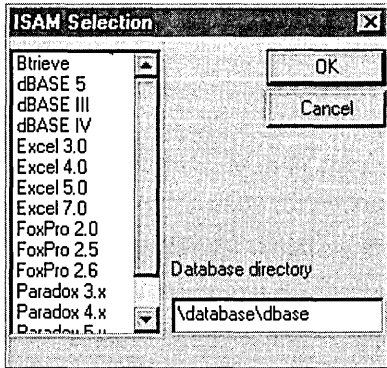 ISAM Selection
Btrieve
dBASE 5
dBASE III
dBASE IV
Excel 3.0
Excel 4.0
Excel 5.0
Excel 7.0
FoxPro 2.0
FoxPro 2.5
FoxPro 2.6
Paradox 3.x
Paradox 4.x
Paradox 5.x
OK
Cancel
Database directory
\database\dbase